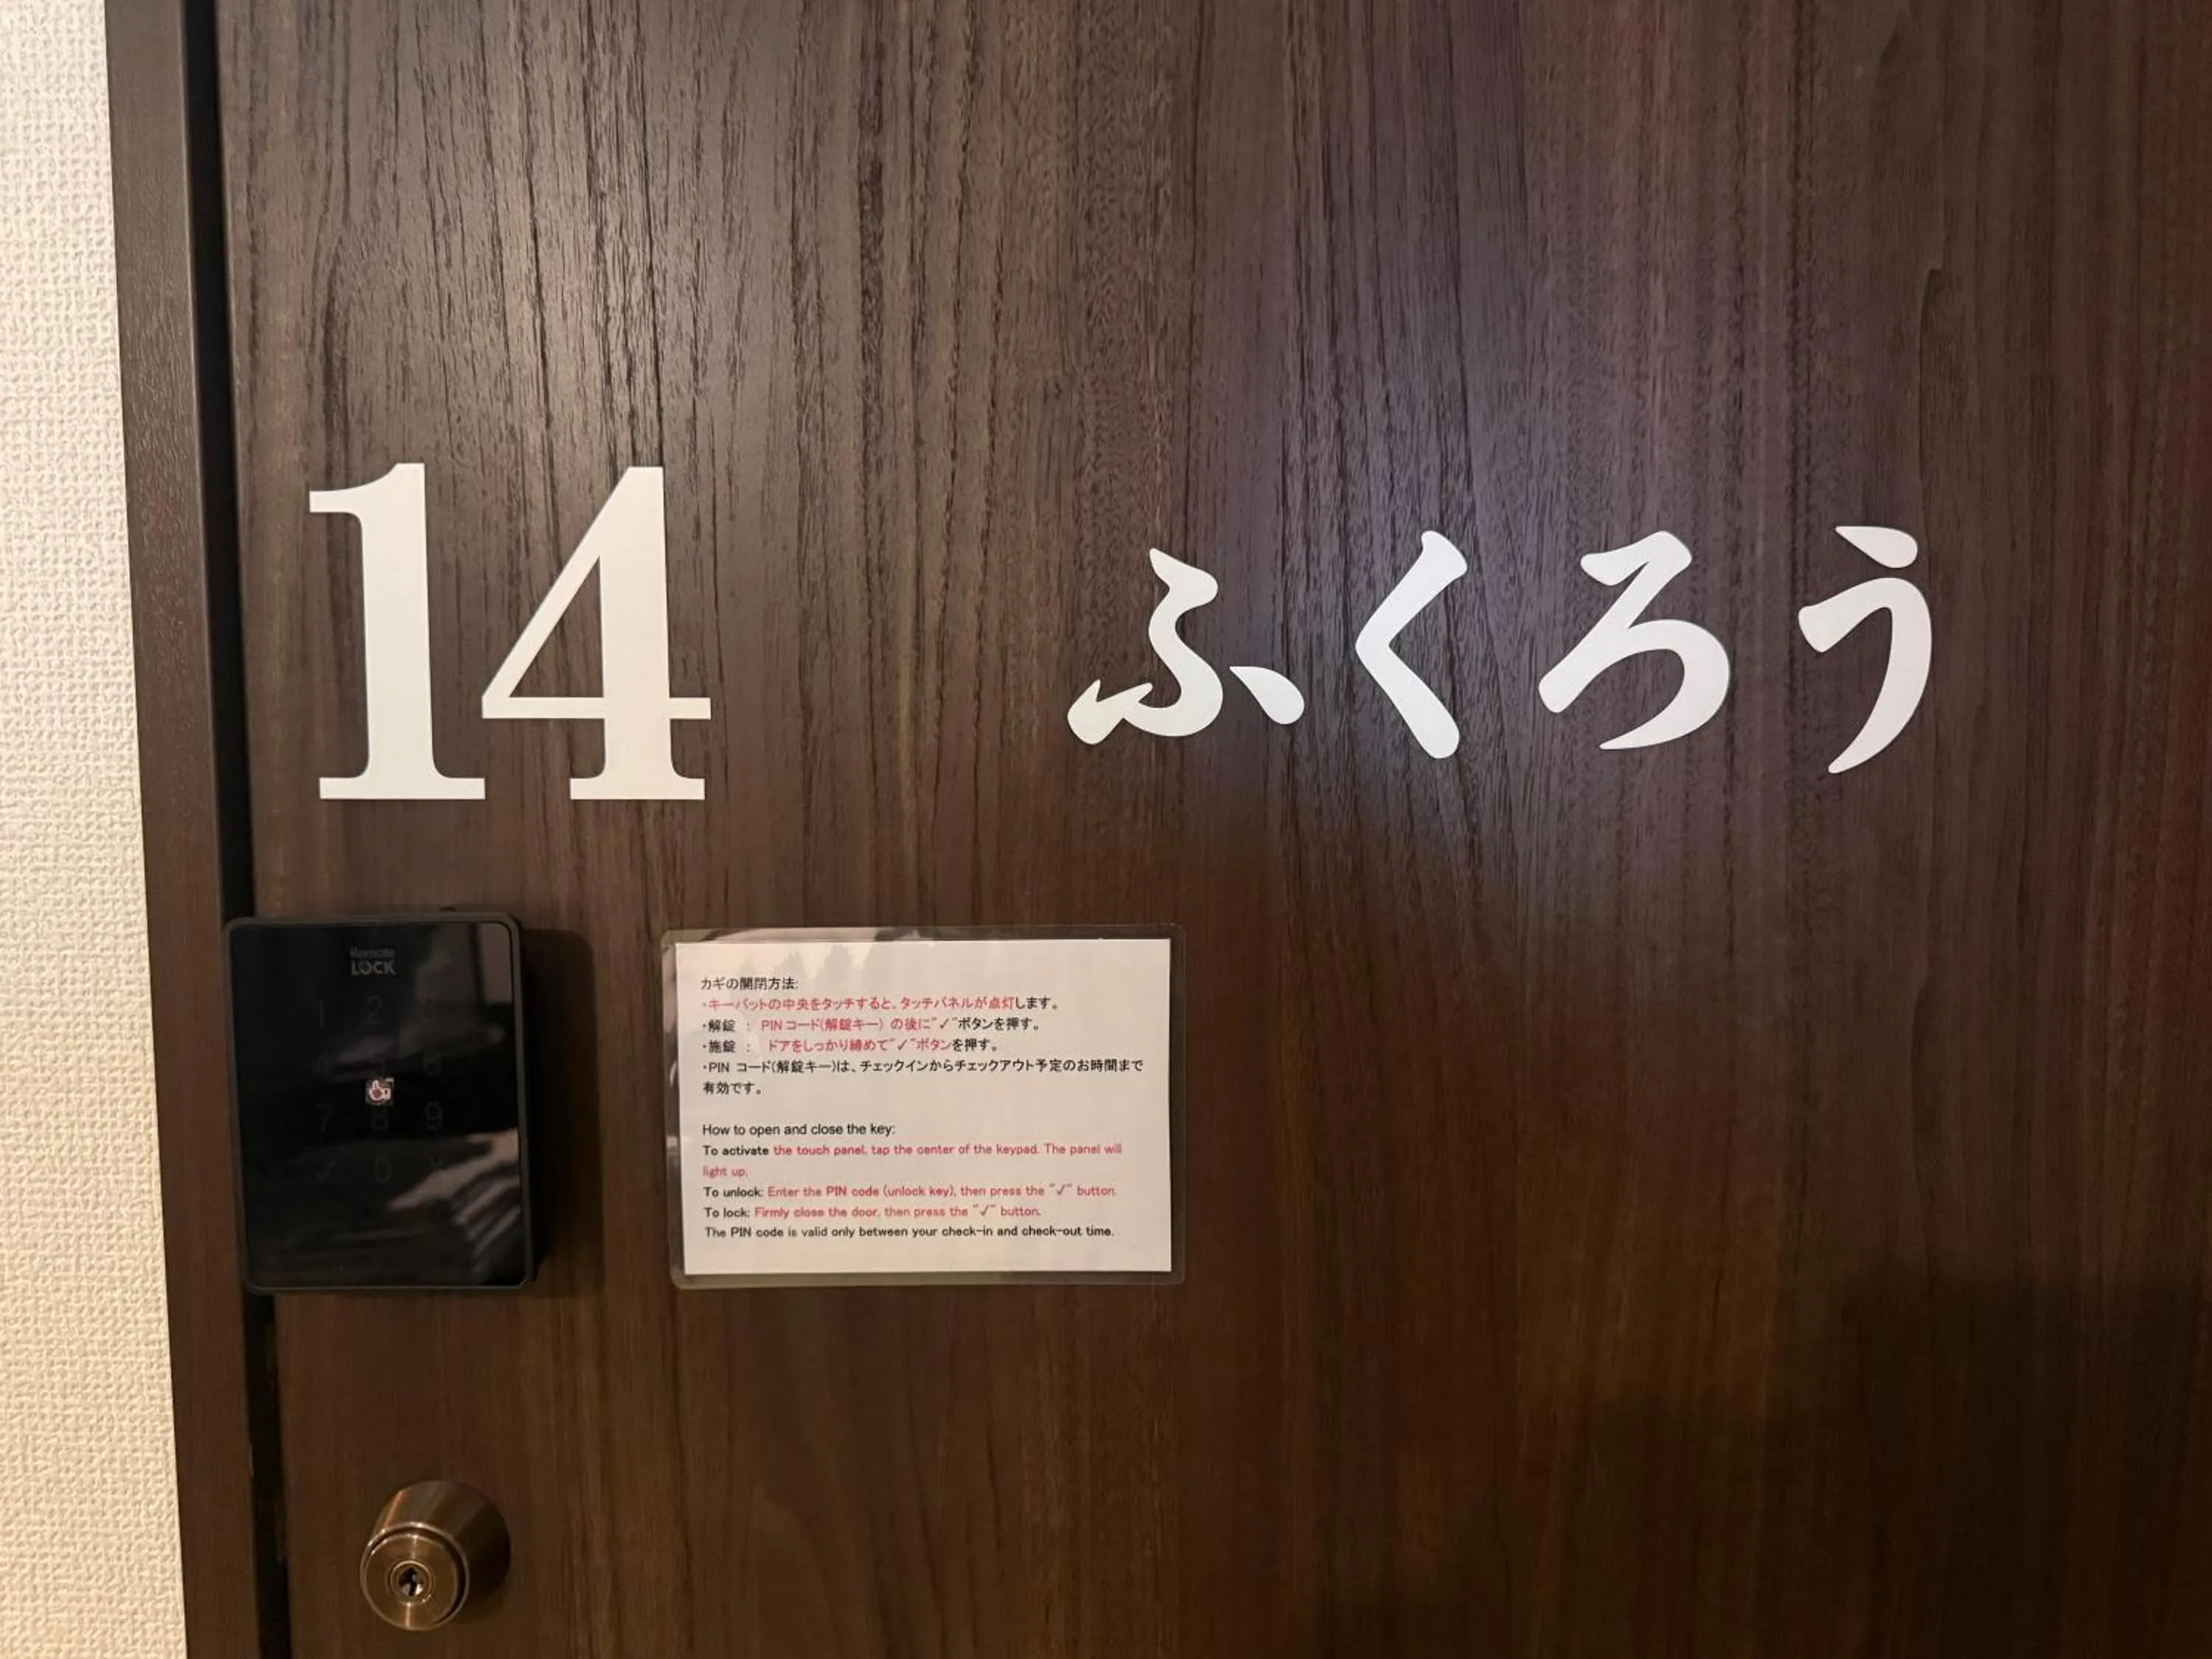 14 ふくろう
Remote
LOCK
2
7 8 9
0
カギの開閉方法:
・キーパットの中央をタッチすると、タッチパネルが点灯します。
・解錠 : PINコード(解錠キー) の後に"✓"ボタンを押す。
・施錠 : ドアをしっかり締めて"✓"ボタンを押す。
・PIN コード(解錠キー)は、チェックインからチェックアウト予定のお時間まで
有効です。
How to open and close the key:
To activate the touch panel, tap the center of the keypad. The panel will
light up.
To unlock: Enter the PIN code (unlock key), then press the "✓" button.
To lock: Firmly close the door, then press the "✓" button.
The PIN code is valid only between your check-in and check-out time.